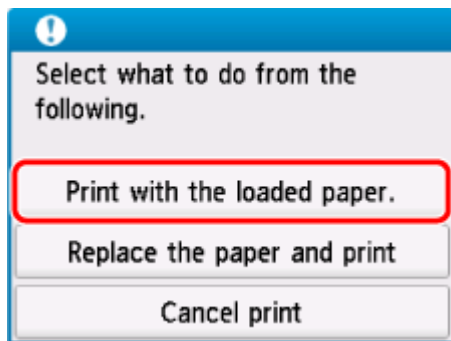 Select what to do from the
following.
Print with the loaded paper.
Replace the paper and print
Cancel print